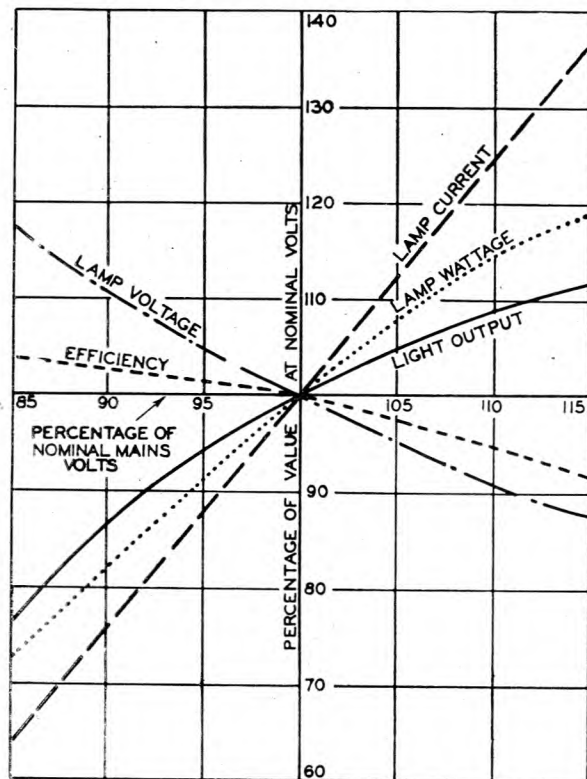 140
130
120
110
LAMP CURRENT
LAMP WATTAGE
LIGHT OUTPUT
LAMP VOLTAGE
EFFICIENCY
AT NOMINAL VOLTS
PERCENTAGE OF VALUE
85
90
95
100
105
110
115
PERCENTAGE OF
NOMINAL MAINS
VOLTS
90
80
70
60